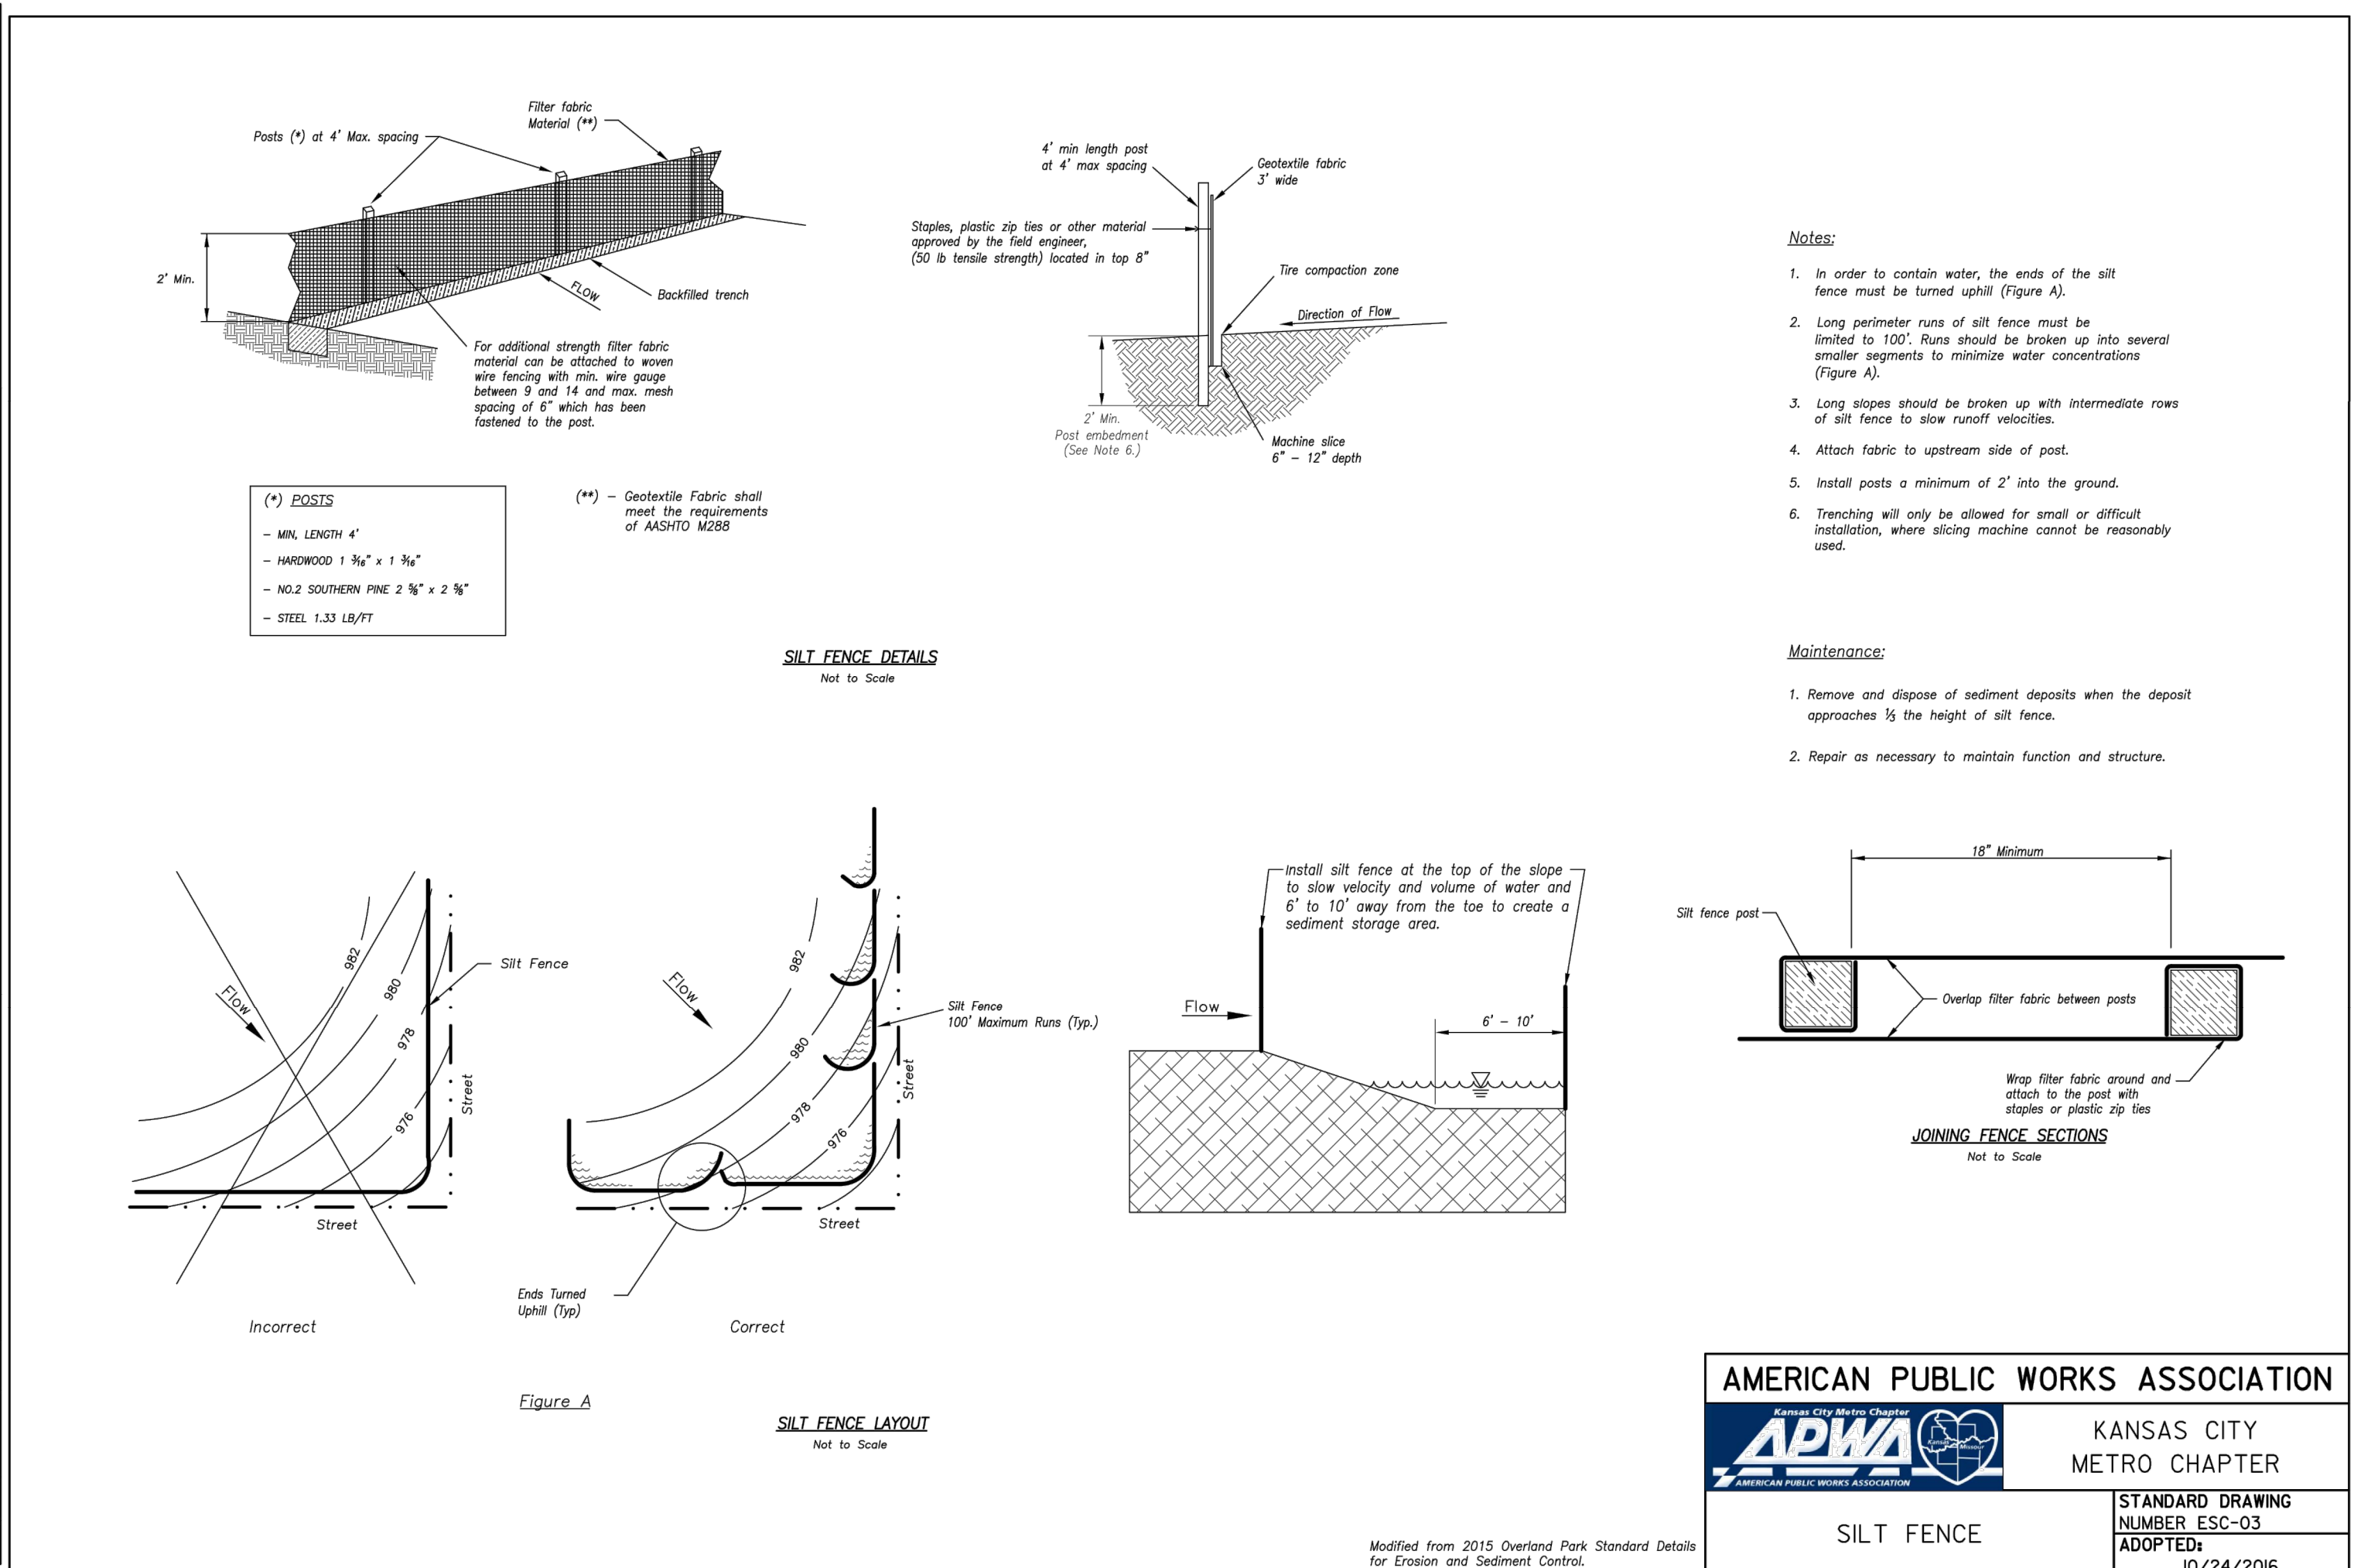 Filter fabric
Material (**)
Posts (*) at 4' Max. spacing
2' Min.
FLOW
Backfilled trench
For additional strength filter fabric
material can be attached to woven
wire fencing with min. wire gauge
between 9 and 14 and max. mesh
spacing of 6" which has been
fastened to the post.
4' min length post
at 4' max spacing
Geotextile fabric
3' wide
Staples, plastic zip ties or other material
approved by the field engineer,
(50 lb tensile strength) located in top 8"
Tire compaction zone
Direction of Flow
2' Min.
Post embedment
(See Note 6.)
Machine slice
6" – 12" depth
(*) POSTS
– MIN, LENGTH 4'
– HARDWOOD 1 3/16" x 1 3/16"
– NO.2 SOUTHERN PINE 2 5/8" x 2 5/8"
– STEEL 1.33 LB/FT
(**) – Geotextile Fabric shall
meet the requirements
of AASHTO M288
SILT FENCE DETAILS
Not to Scale
Notes:
1. In order to contain water, the ends of the silt
fence must be turned uphill (Figure A).
2. Long perimeter runs of silt fence must be
limited to 100'. Runs should be broken up into several
smaller segments to minimize water concentrations
(Figure A).
3. Long slopes should be broken up with intermediate rows
of silt fence to slow runoff velocities.
4. Attach fabric to upstream side of post.
5. Install posts a minimum of 2' into the ground.
6. Trenching will only be allowed for small or difficult
installation, where slicing machine cannot be reasonably
used.
Maintenance:
1. Remove and dispose of sediment deposits when the deposit
approaches 1/3 the height of silt fence.
2. Repair as necessary to maintain function and structure.
982
980
978
976
Flow
Silt Fence
Street
Street
Incorrect
982
980
978
976
Flow
Silt Fence
100' Maximum Runs (Typ.)
Street
Street
Ends Turned
Uphill (Typ)
Correct
Figure A
SILT FENCE LAYOUT
Not to Scale
Install silt fence at the top of the slope
to slow velocity and volume of water and
6' to 10' away from the toe to create a
sediment storage area.
Flow
6' – 10'
18" Minimum
Silt fence post
Overlap filter fabric between posts
Wrap filter fabric around and
attach to the post with
staples or plastic zip ties
JOINING FENCE SECTIONS
Not to Scale
AMERICAN PUBLIC WORKS ASSOCIATION
Kansas City Metro Chapter
APWA
Kansas
Missouri
AMERICAN PUBLIC WORKS ASSOCIATION
KANSAS CITY
METRO CHAPTER
SILT FENCE
STANDARD DRAWING
NUMBER ESC-03
ADOPTED:
10/24/2016
Modified from 2015 Overland Park Standard Details
for Erosion and Sediment Control.